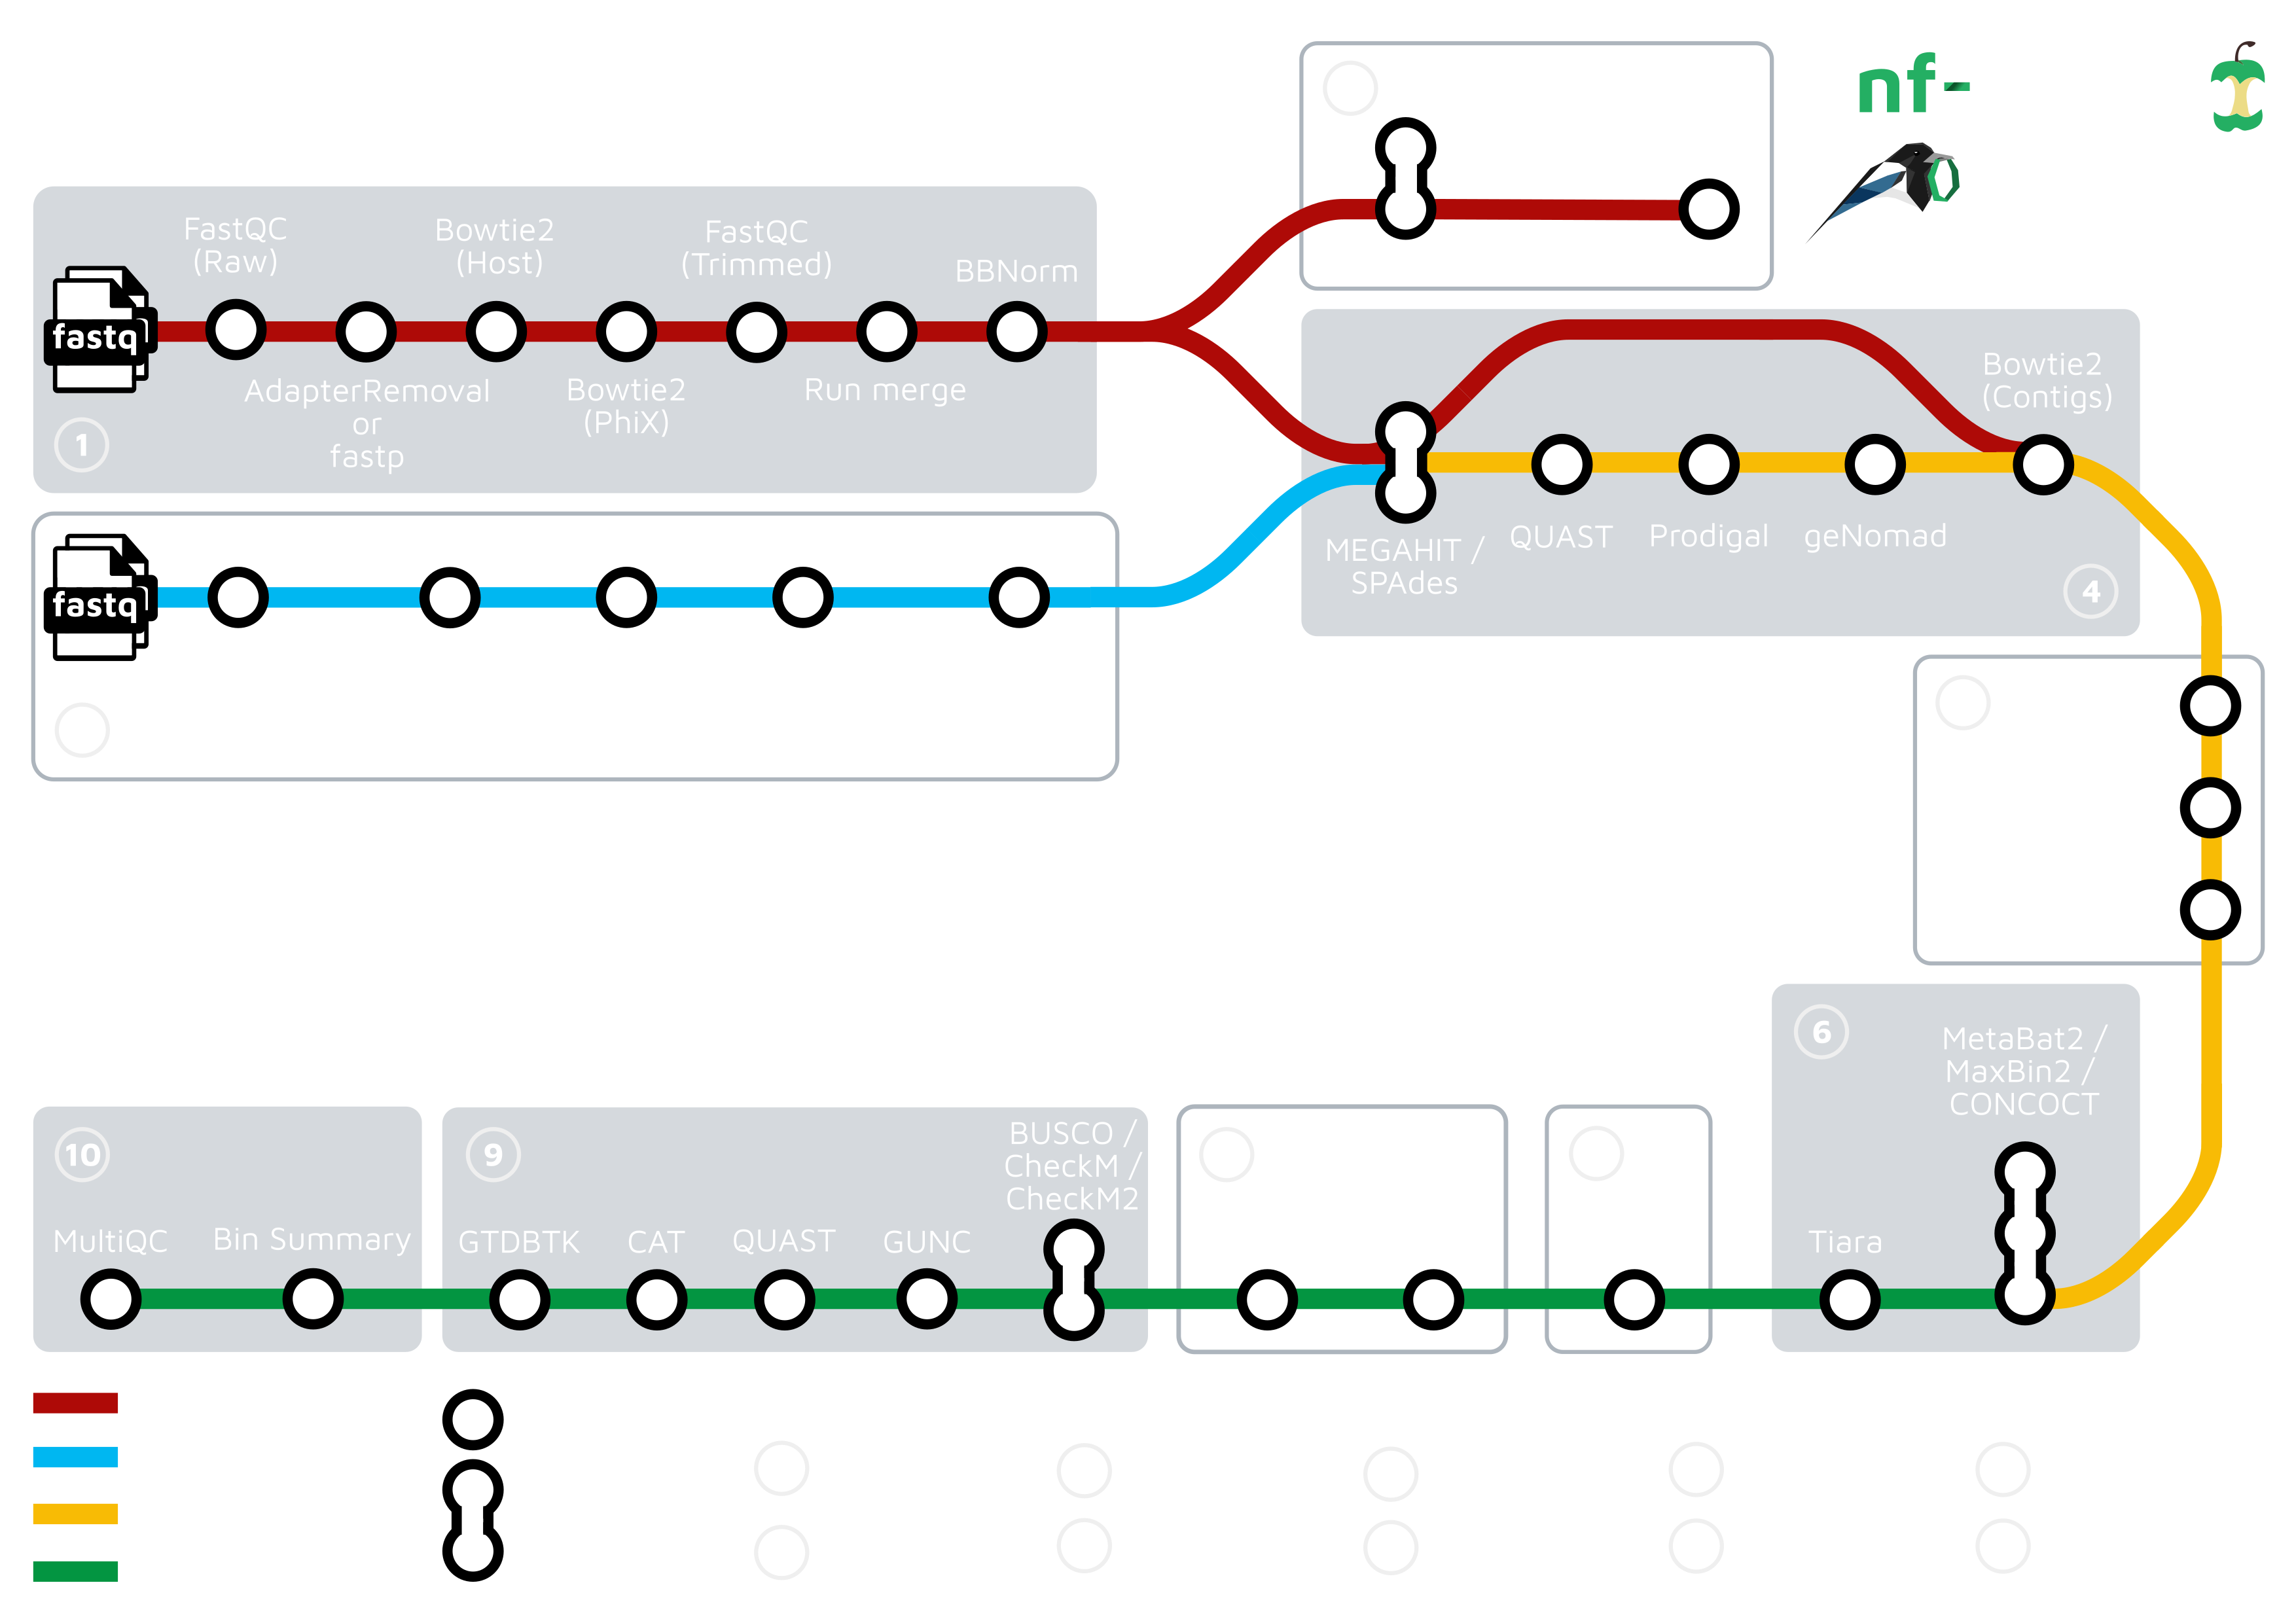 nf-
FastQC
(Raw)
Bowtie2
(Host)
FastQC
(Trimmed)
BBNorm
fastq
AdapterRemoval
or
fastp
Bowtie2
(PhiX)
Run merge
1
Bowtie2
(Contigs)
MEGAHIT /
SPAdes
QUAST
Prodigal
geNomad
4
fastq
6
MetaBat2 /
MaxBin2 /
CONCOCT
Tiara
10
MultiQC
Bin Summary
9
GTDBTK
CAT
QUAST
GUNC
BUSCO /
CheckM /
CheckM2